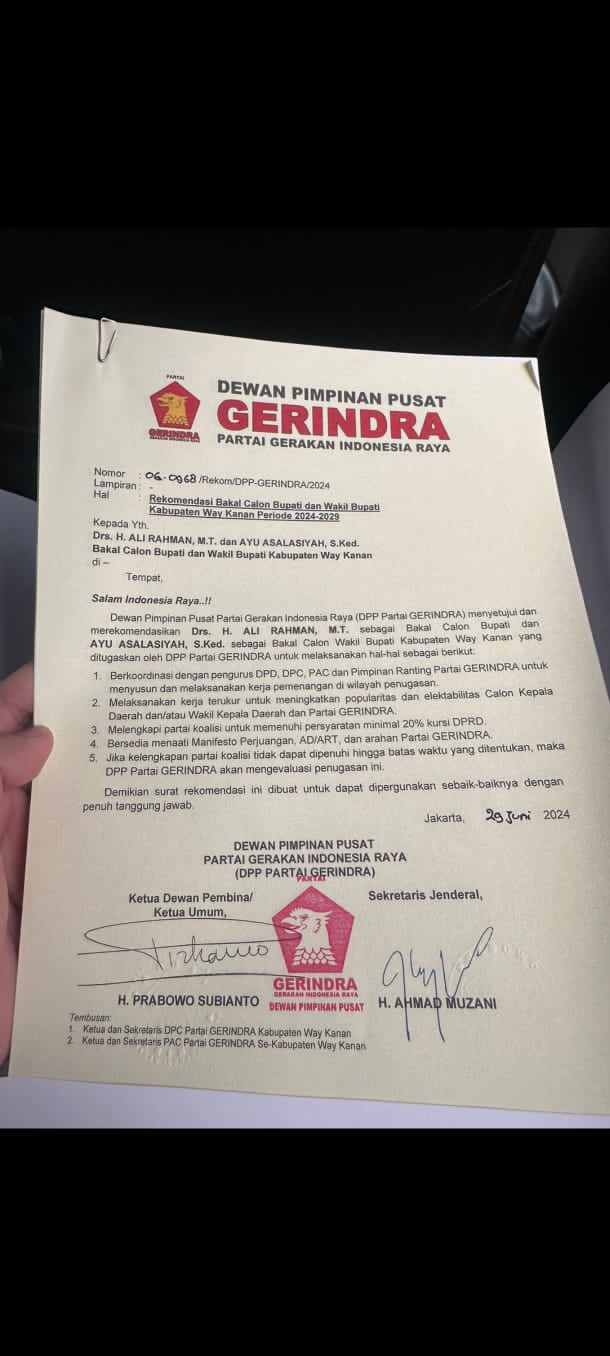 PARTAI
GERINDRA
DEWAN PIMPINAN PUSAT
GERINDRA
PARTAI GERAKAN INDONESIA RAYA
Nomor : 06-0968/Rekom/DPP-GERINDRA/2024
Lampiran : -
Hal : Rekomendasi Bakal Calon Bupati dan Wakil Bupati
Kabupaten Way Kanan Periode 2024-2029
Kepada Yth.
Drs. H. ALI RAHMAN, M.T. dan AYU ASALASIYAH, S.Ked.
Bakal Calon Bupati dan Wakil Bupati Kabupaten Way Kanan
di –
Tempat,
Salam Indonesia Raya..!!
Dewan Pimpinan Pusat Partai Gerakan Indonesia Raya (DPP Partai GERINDRA) menyetujui dan
merekomendasikan Drs. H. ALI RAHMAN, M.T. sebagai Bakal Calon Bupati dan
AYU ASALASIYAH, S.Ked. sebagai Bakal Calon Wakil Bupati Kabupaten Way Kanan yang
ditugaskan oleh DPP Partai GERINDRA untuk melaksanakan hal-hal sebagai berikut:
1. Berkoordinasi dengan pengurus DPD, DPC, PAC dan Pimpinan Ranting Partai GERINDRA untuk
menyusun dan melaksanakan kerja pemenangan di wilayah penugasan.
2. Melaksanakan kerja terukur untuk meningkatkan popularitas dan elektabilitas Calon Kepala
Daerah dan/atau Wakil Kepala Daerah dan Partai GERINDRA.
3. Melengkapi partai koalisi untuk memenuhi persyaratan minimal 20% kursi DPRD.
4. Bersedia menaati Manifesto Perjuangan, AD/ART, dan arahan Partai GERINDRA.
5. Jika kelengkapan partai koalisi tidak dapat dipenuhi hingga batas waktu yang ditentukan, maka
DPP Partai GERINDRA akan mengevaluasi penugasan ini.
Demikian surat rekomendasi ini dibuat untuk dapat dipergunakan sebaik-baiknya dengan
penuh tanggung jawab.
Jakarta, 29 Juni 2024
DEWAN PIMPINAN PUSAT
PARTAI GERAKAN INDONESIA RAYA
(DPP PARTAI GERINDRA)
Ketua Dewan Pembina/
Ketua Umum,
Sekretaris Jenderal,
PARTAI
GERINDRA
GERAKAN INDONESIA RAYA
DEWAN PIMPINAN PUSAT
H. PRABOWO SUBIANTO
H. AHMAD MUZANI
Tembusan:
1. Ketua dan Sekretaris DPC Partai GERINDRA Kabupaten Way Kanan
2. Ketua dan Sekretaris PAC Partai GERINDRA Se-Kabupaten Way Kanan